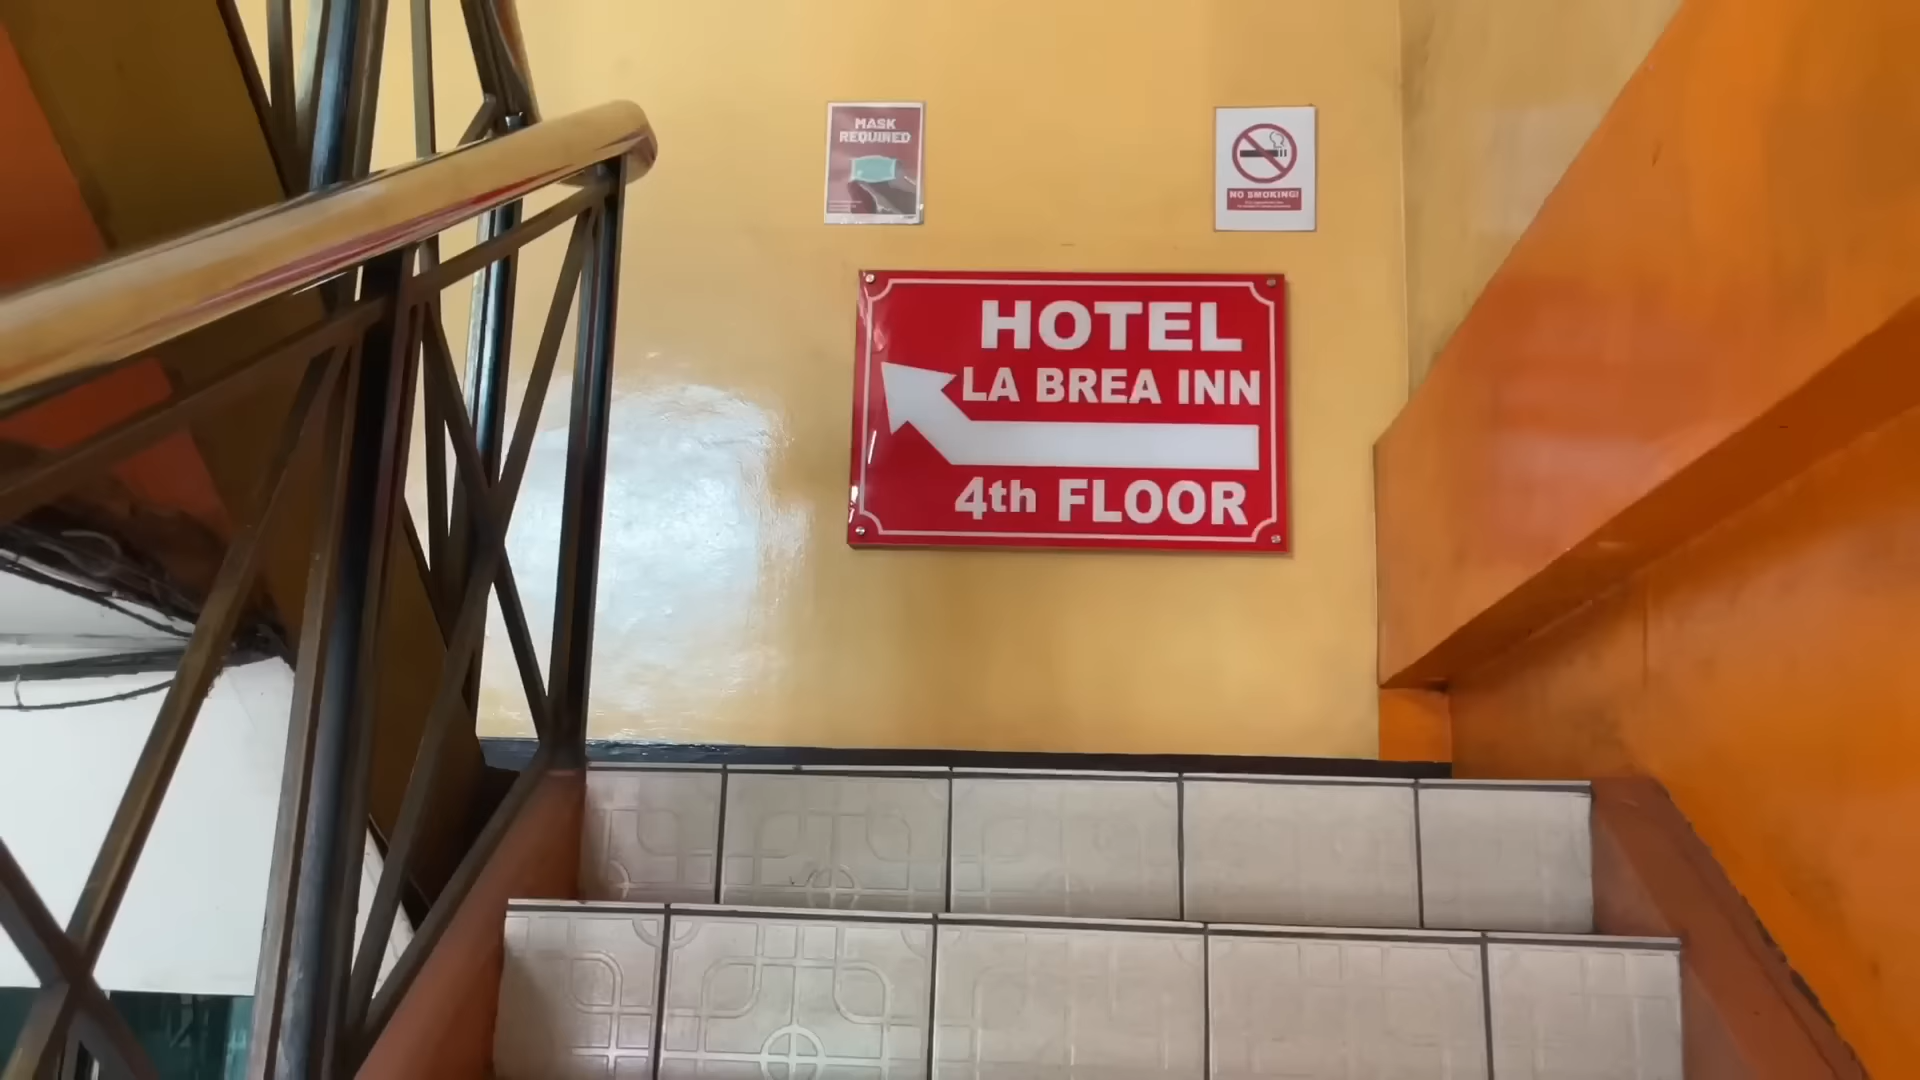 MASK
REQUIRED
NO SMOKING!
HOTEL
LA BREA INN
4th FLOOR